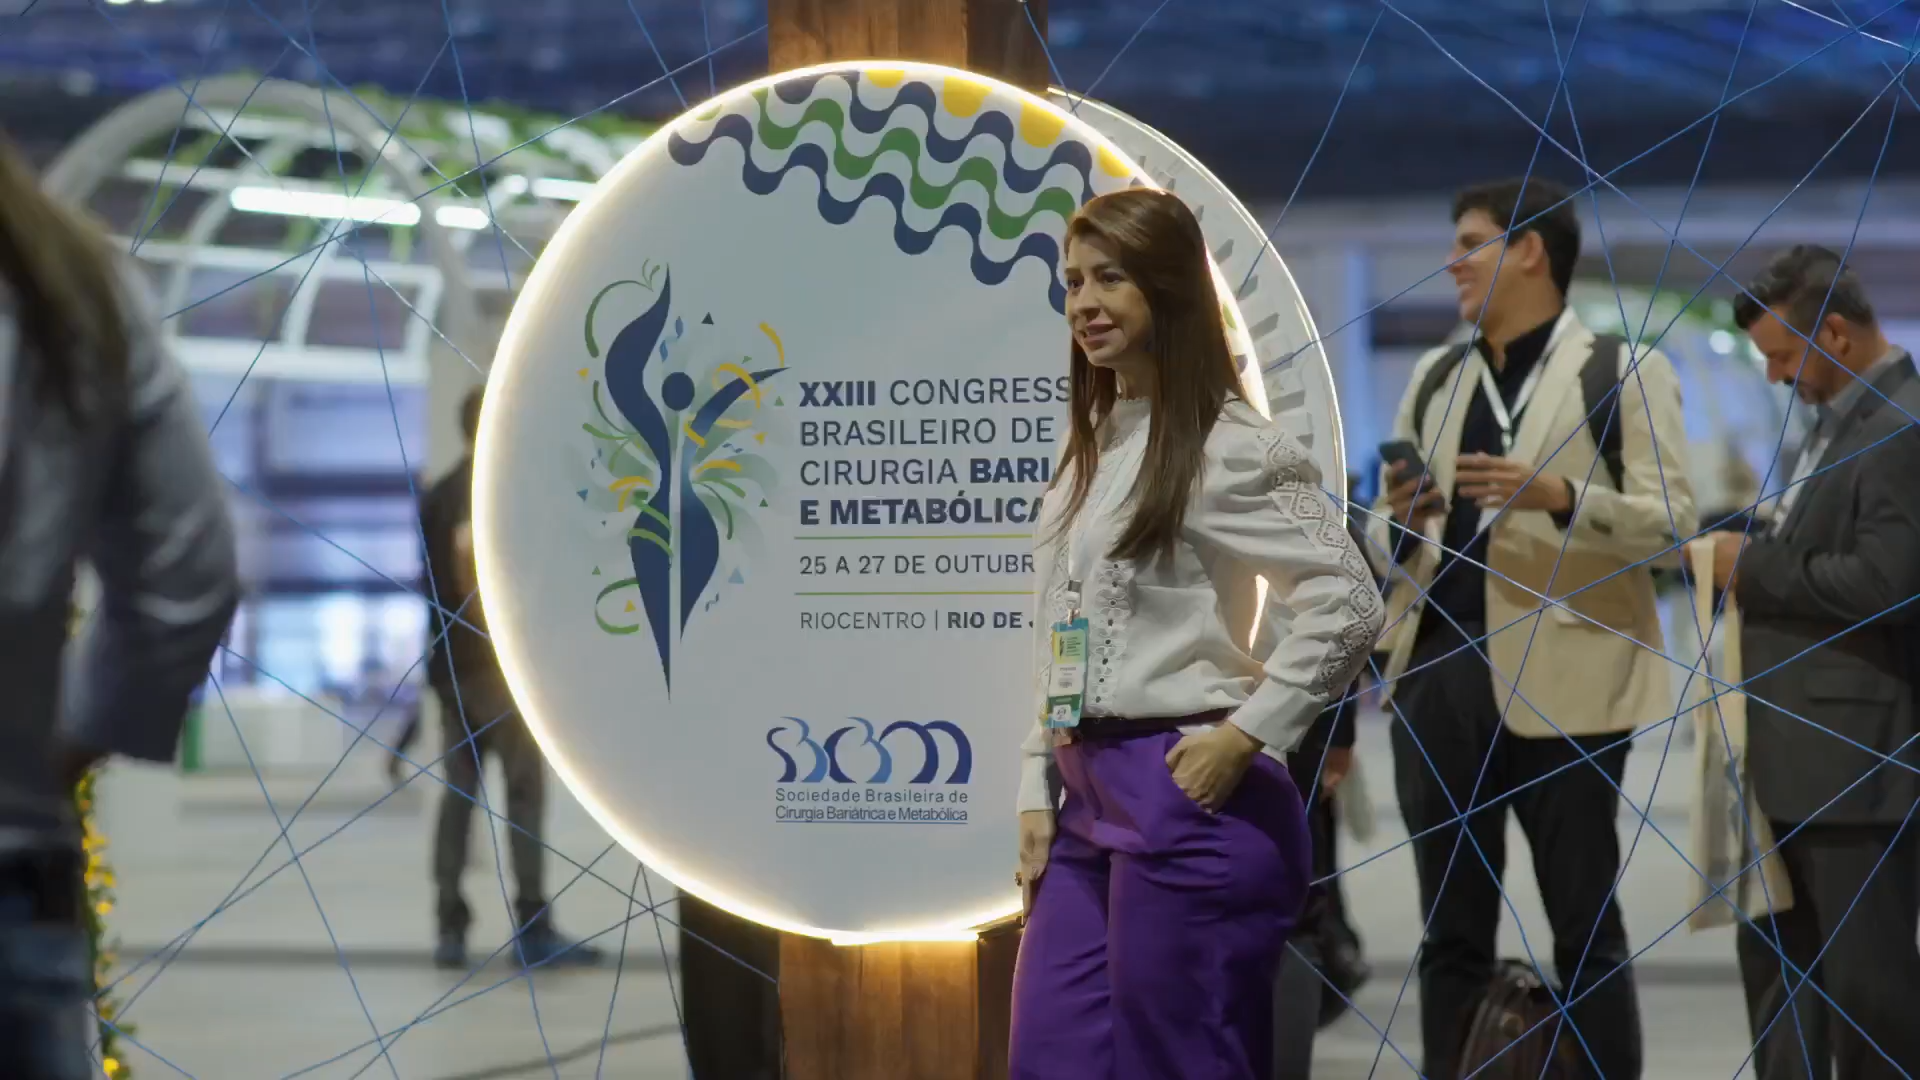 XXIII CONGRESS
BRASILEIRO DE
CIRURGIA BARI
E METABÓLICA
25 A 27 DE OUTUBR
RIOCENTRO | RIO DE J
SBCBM
Sociedade Brasileira de
Cirurgia Bariátrica e Metabólica